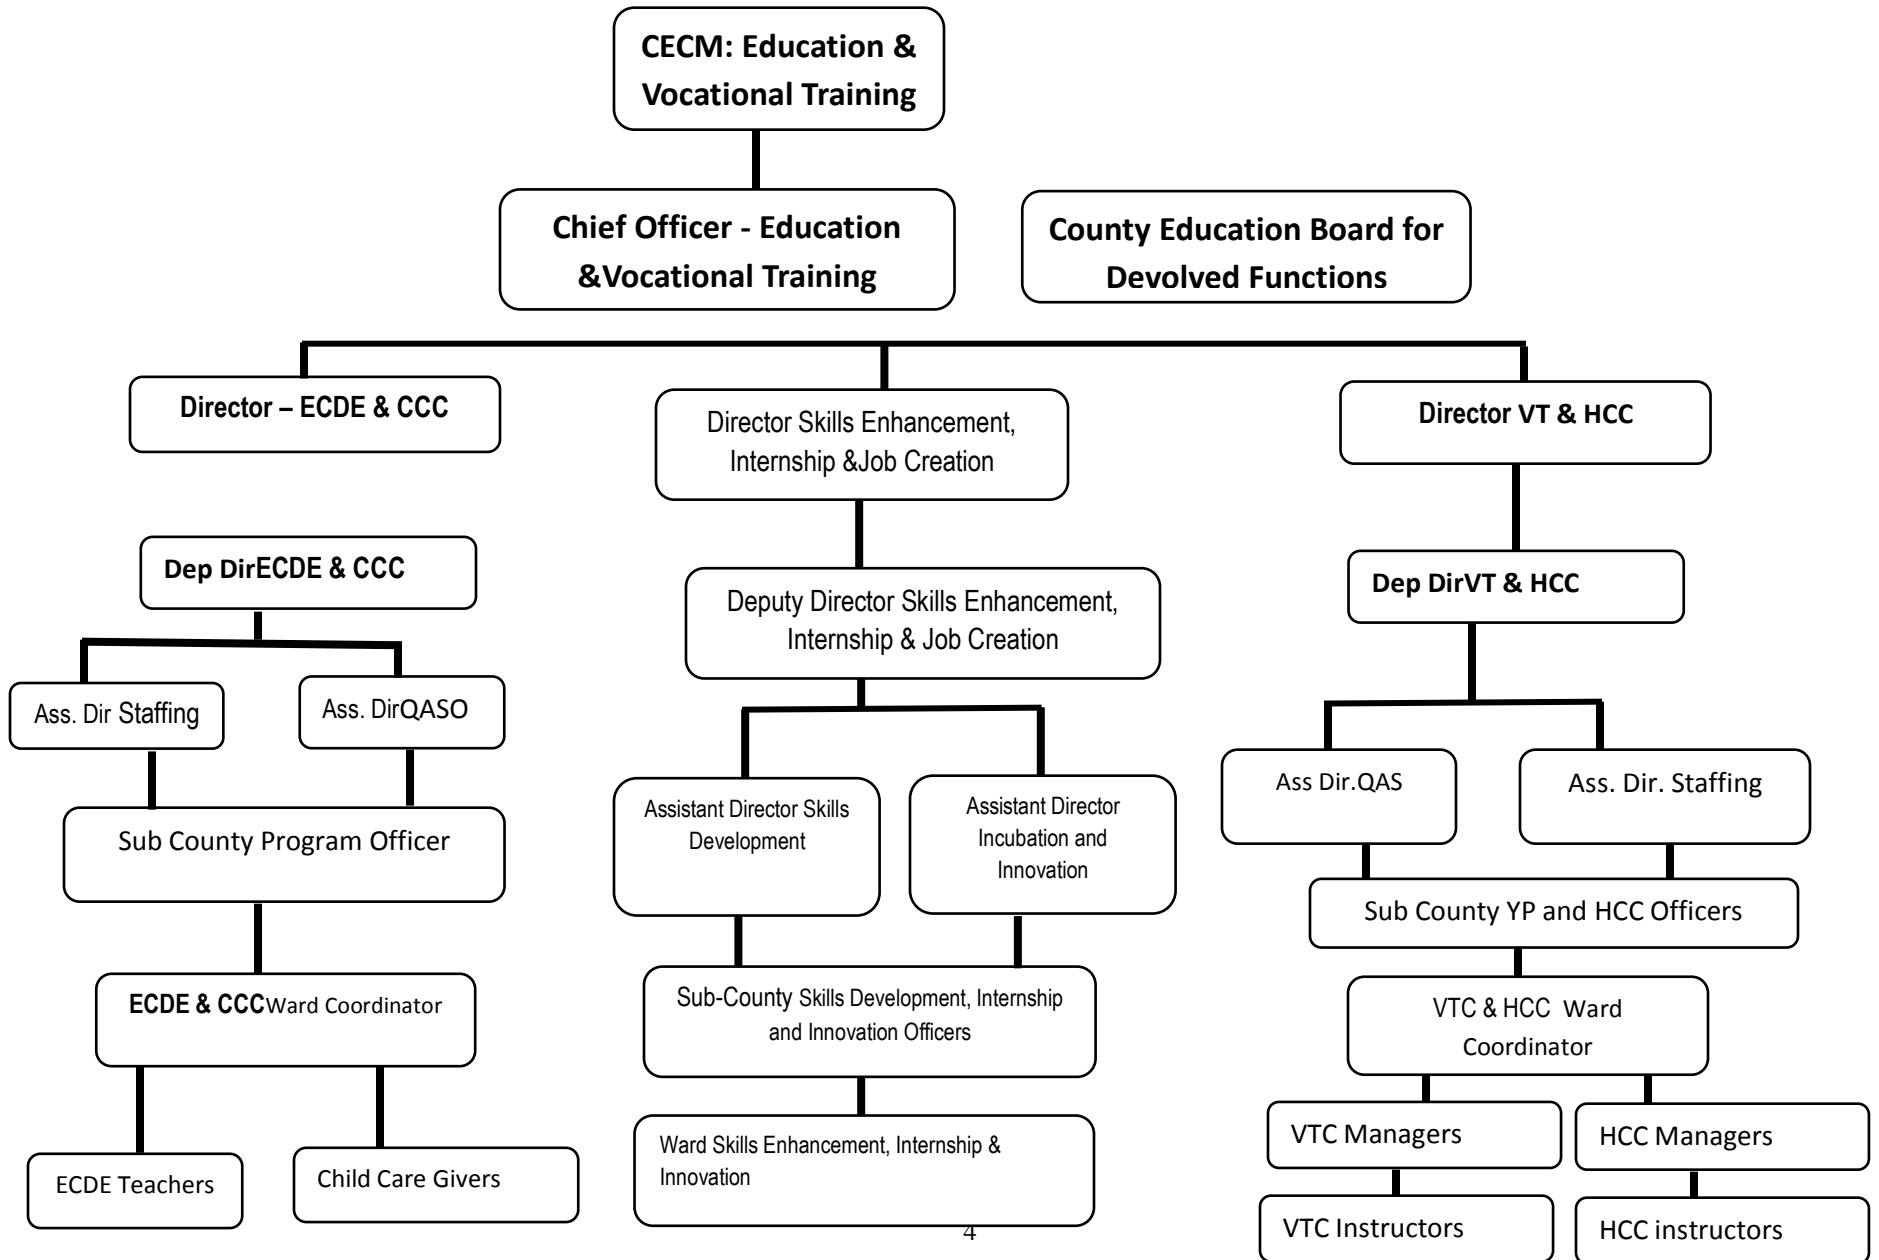 CECM: Education &
Vocational Training
Chief Officer - Education
&Vocational Training
County Education Board for
Devolved Functions
Director – ECDE & CCC
Director Skills Enhancement,
Internship &Job Creation
Director VT & HCC
Dep DirECDE & CCC
Deputy Director Skills Enhancement,
Internship & Job Creation
Dep DirVT & HCC
Ass. Dir Staffing
Ass. DirQASO
Assistant Director Skills
Development
Assistant Director
Incubation and
Innovation
Ass Dir.QAS
Ass. Dir. Staffing
Sub County Program Officer
Sub County YP and HCC Officers
ECDE & CCCWard Coordinator
Sub-County Skills Development, Internship
and Innovation Officers
VTC & HCC Ward
Coordinator
ECDE Teachers
Child Care Givers
Ward Skills Enhancement, Internship &
Innovation
VTC Managers
HCC Managers
VTC Instructors
HCC instructors
4